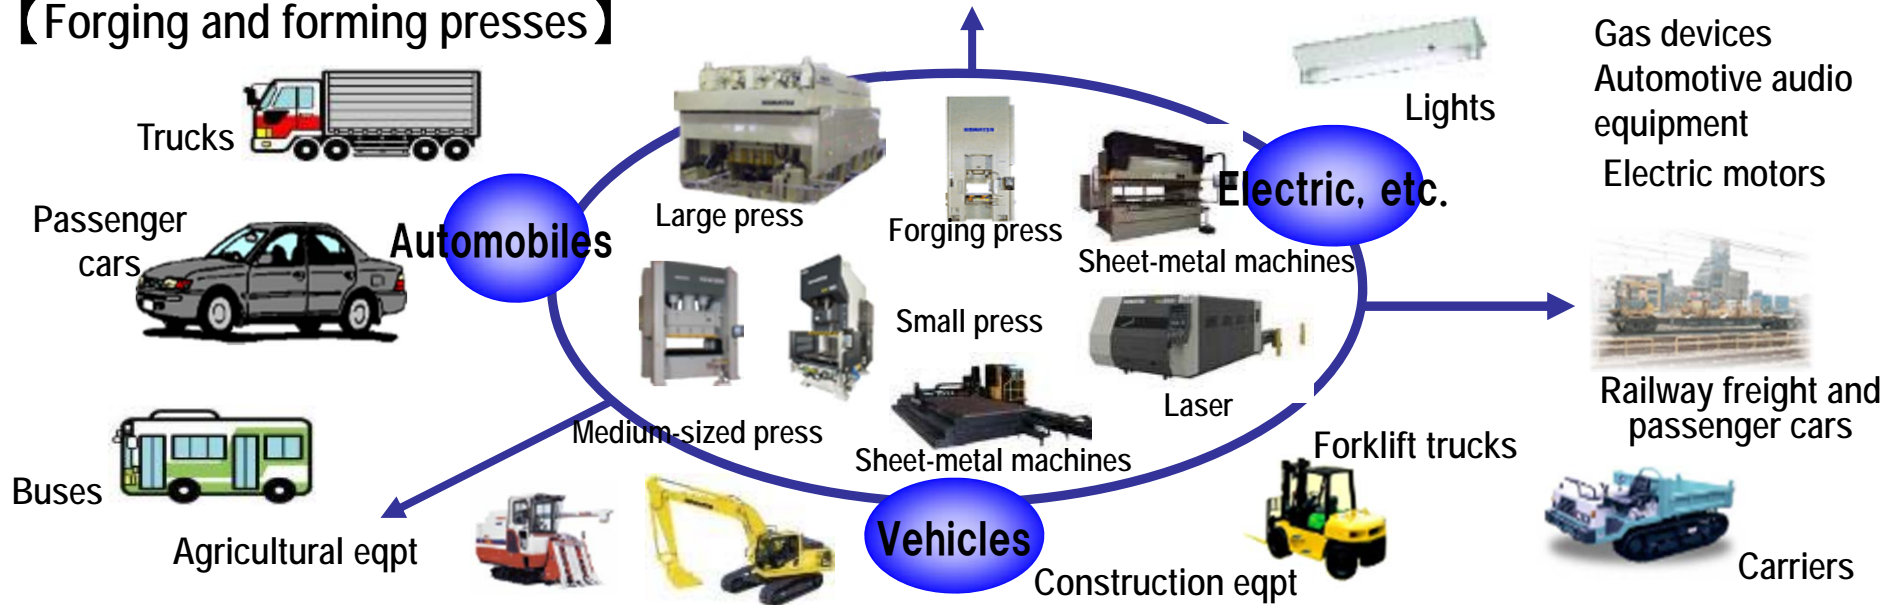 【Forging and forming presses】
Trucks
Passenger
cars
Buses
Agricultural eqpt
Automobiles
Large press
KOMATSU
Forging press
KOMATSU
Sheet-metal machines
Small press
Medium-sized press
Sheet-metal machines
Laser
Electric, etc.
Lights
Gas devices
Automotive audio
equipment
Electric motors
Railway freight and
passenger cars
Forklift trucks
Vehicles
Construction eqpt
Carriers